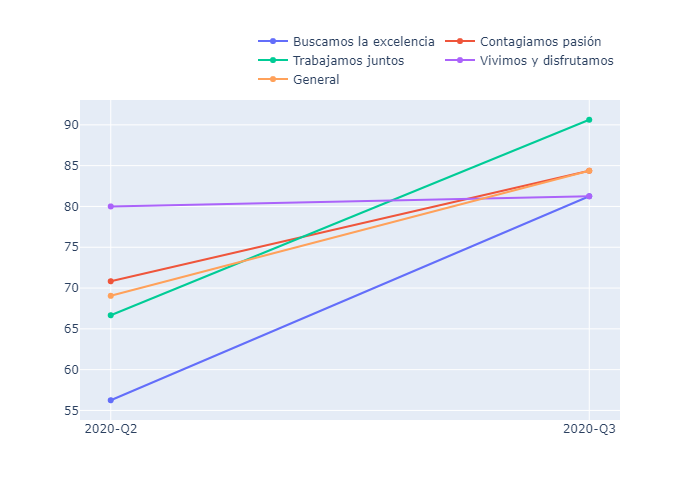 Buscamos la excelencia Contagiamos pasión
Trabajamos juntos Vivimos y disfrutamos
General
90
85
80
75
70
65
60
55
2020-Q2 2020-Q3